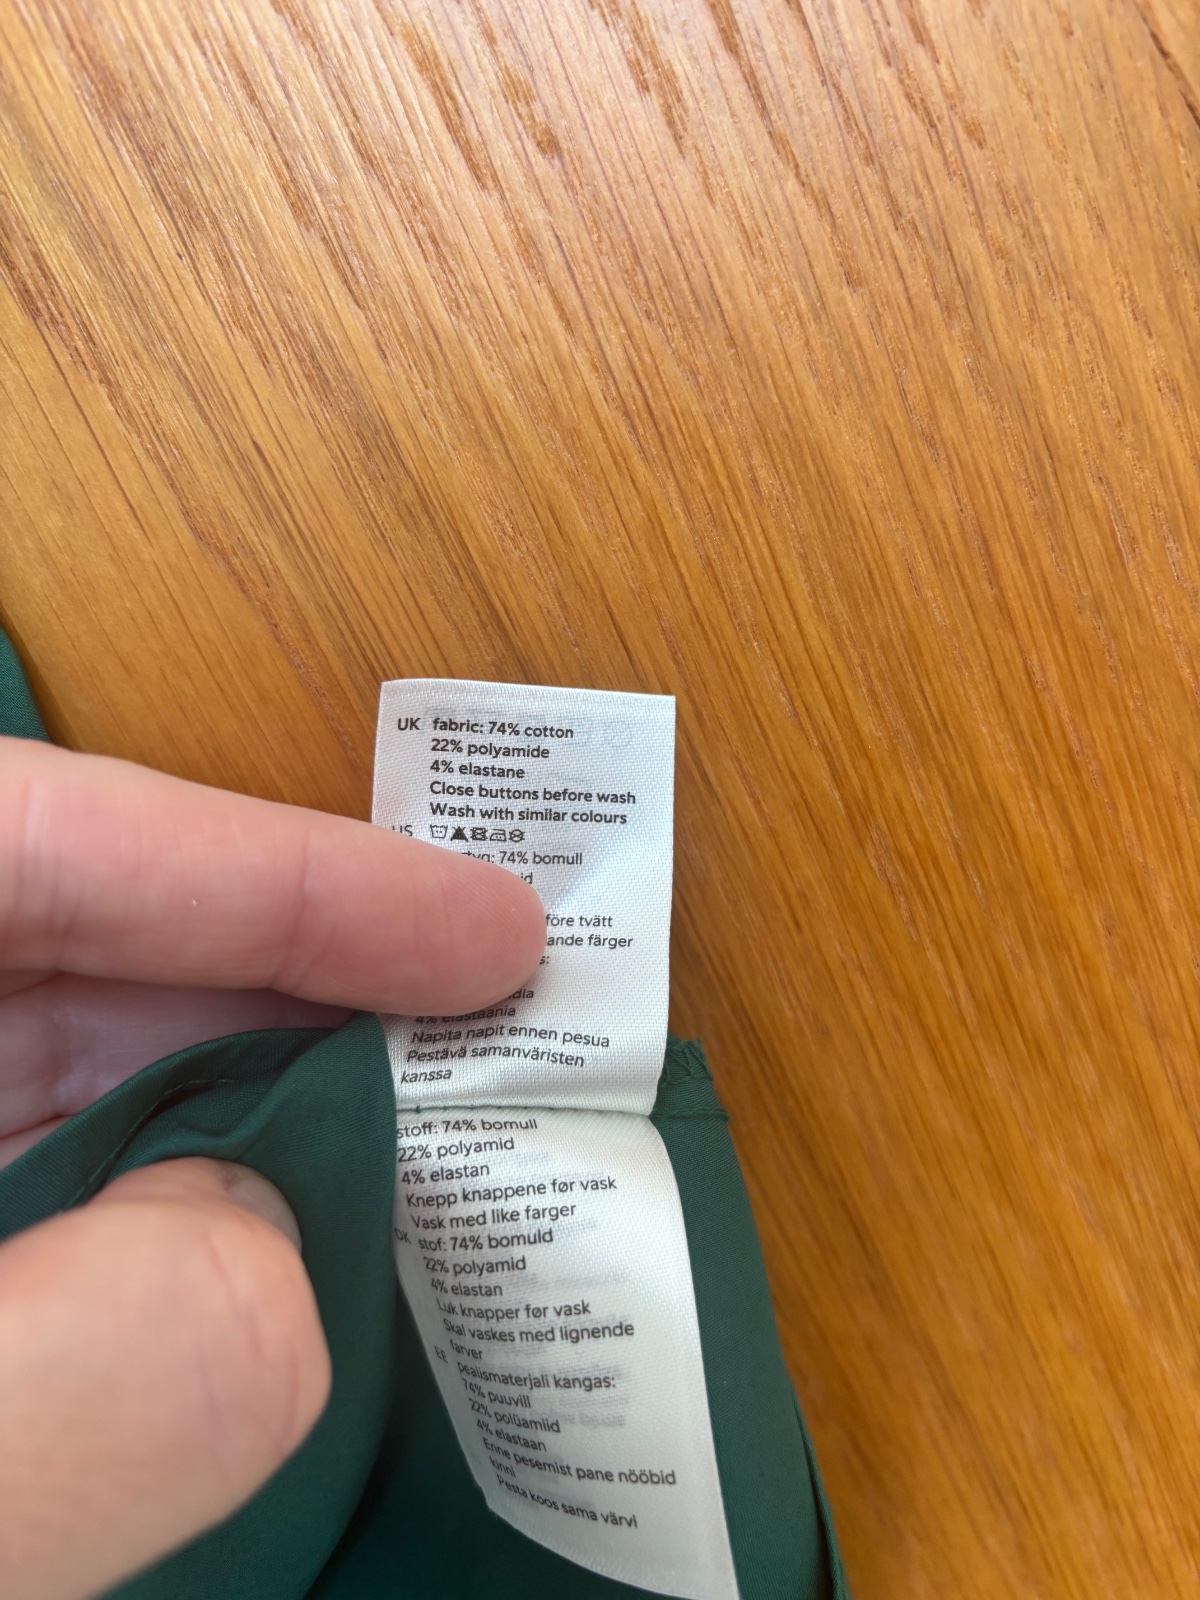 UK fabric: 74% cotton
22% polyamide
4% elastane
Close buttons before wash
Wash with similar colours
US
74% bomull
före tvätt
färger
4% elastaania
Napita napit ennen pesua
Pestävä samanväristen
kanssa
stoff: 74% bomull
22% polyamid
4% elastan
Knepp knappene før vask
Vask med like farger
DK stof: 74% bomuld
22% polyamid
4% elastan
Luk knapper før vask
Skal vaskes med lignende
farver
EE pealismaterjali kangas:
74% puuvill
22% polüamiid
4% elastaan
Enne pesemist pane nööbid
kinni
Pesta koos sama värvi